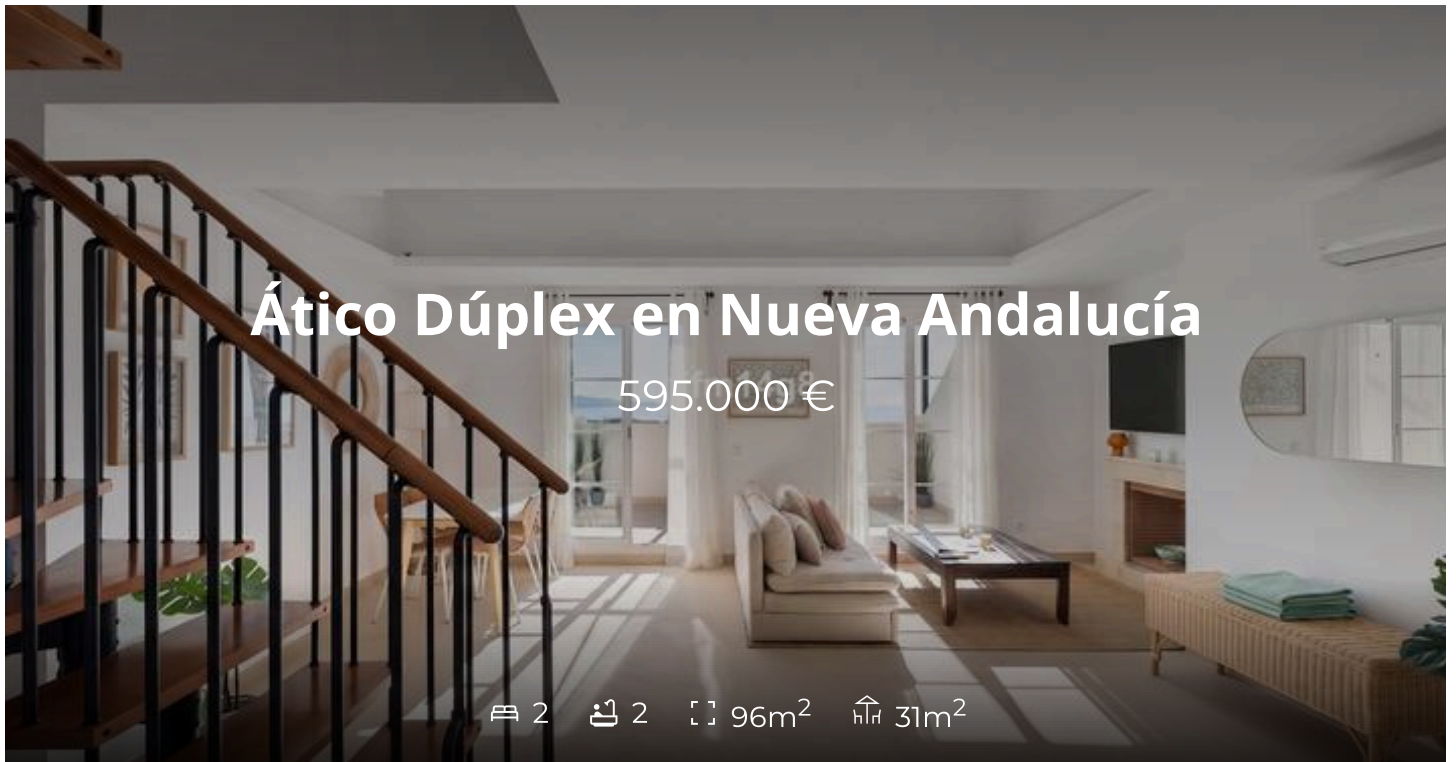 Ático Dúplex en Nueva Andalucía
595.000 €
2 2 96m² 31m²